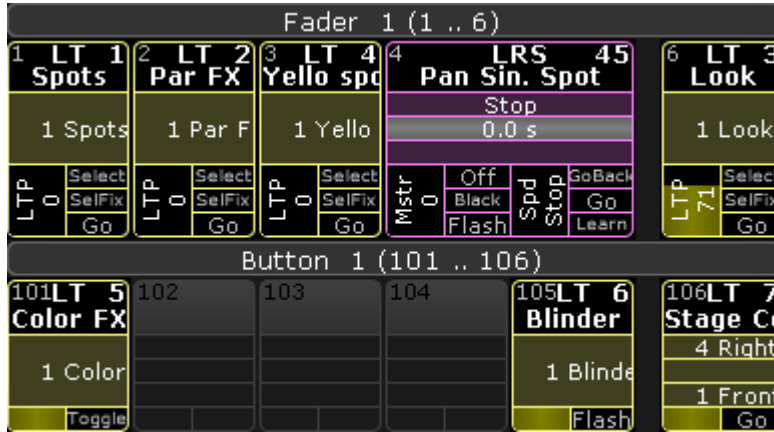 Fader 1 (1 .. 6)
1 LT 1
Spots
1 Spots
LTP 0
Select
SelFix
Go
2 LT 2
Par FX
1 Par F
LTP 0
Select
SelFix
Go
3 LT 4
Yello spo
1 Yello
LTP 0
Select
SelFix
Go
4 LRS 45
Pan Sin. Spot
Stop
0.0 s
Mstr 0
Off
Black
Flash
Spd Stop
GoBack
Go
Learn
6 LT 3
Look
1 Look
LTP 71
Selec
SelFix
Go
Button 1 (101 .. 106)
101 LT 5
Color FX
1 Color
Toggle
102
103
104
105 LT 6
Blinder
1 Blinde
Flash
106 LT 7
Stage Co
4 Right
1 Front
Go